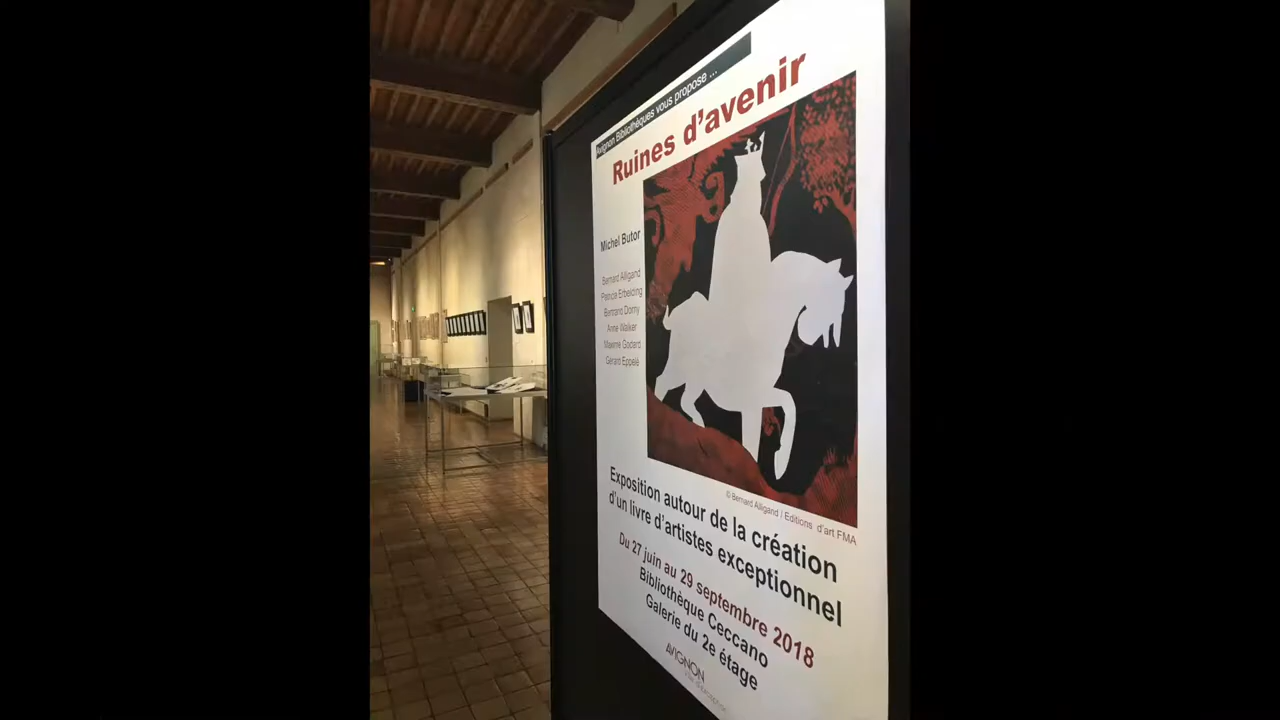 Avignon Bibliothèques vous propose ...
Ruines d'avenir
Michel Butor
Bernard Alligand
Patricia Erbelding
Bertrand Dorny
Anne Walker
Maxime Godard
Gérard Eppelé
© Bernard Alligand / Editions d'art FMA
Exposition autour de la création
d'un livre d'artistes exceptionnel
Du 27 juin au 29 septembre 2018
Bibliothèque Ceccano
Galerie du 2e étage
AVIGNON